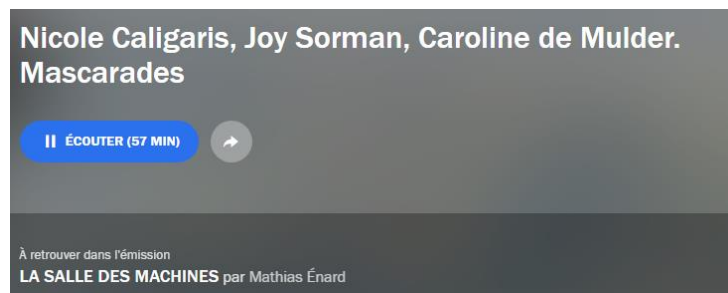 Nicole Caligaris, Joy Sorman, Caroline de Mulder.
Mascarades
ÉCOUTER (57 MIN)
À retrouver dans l'émission
LA SALLE DES MACHINES par Mathias Énard